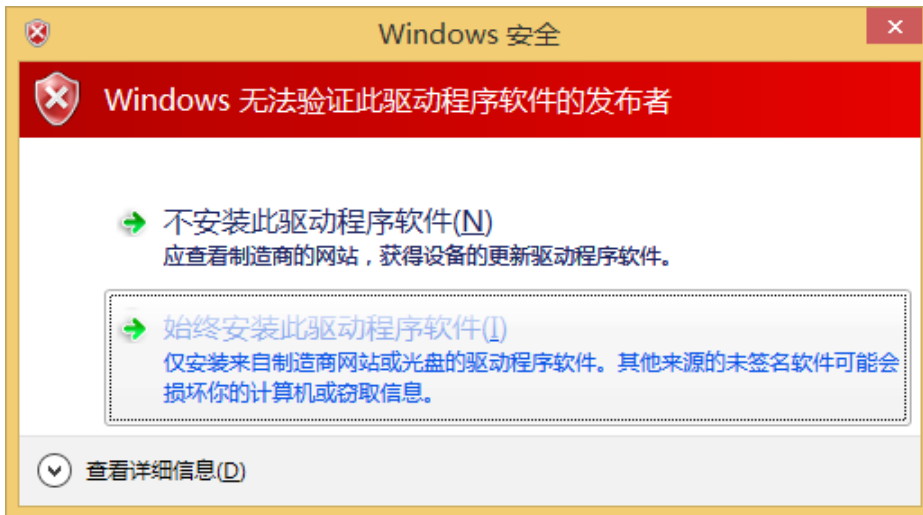 Windows 安全
Windows 无法验证此驱动程序软件的发布者
不安装此驱动程序软件(N)
应查看制造商的网站，获得设备的更新驱动程序软件。
始终安装此驱动程序软件(I)
仅安装来自制造商网站或光盘的驱动程序软件。其他来源的未签名软件可能会
损坏你的计算机或窃取信息。
查看详细信息(D)